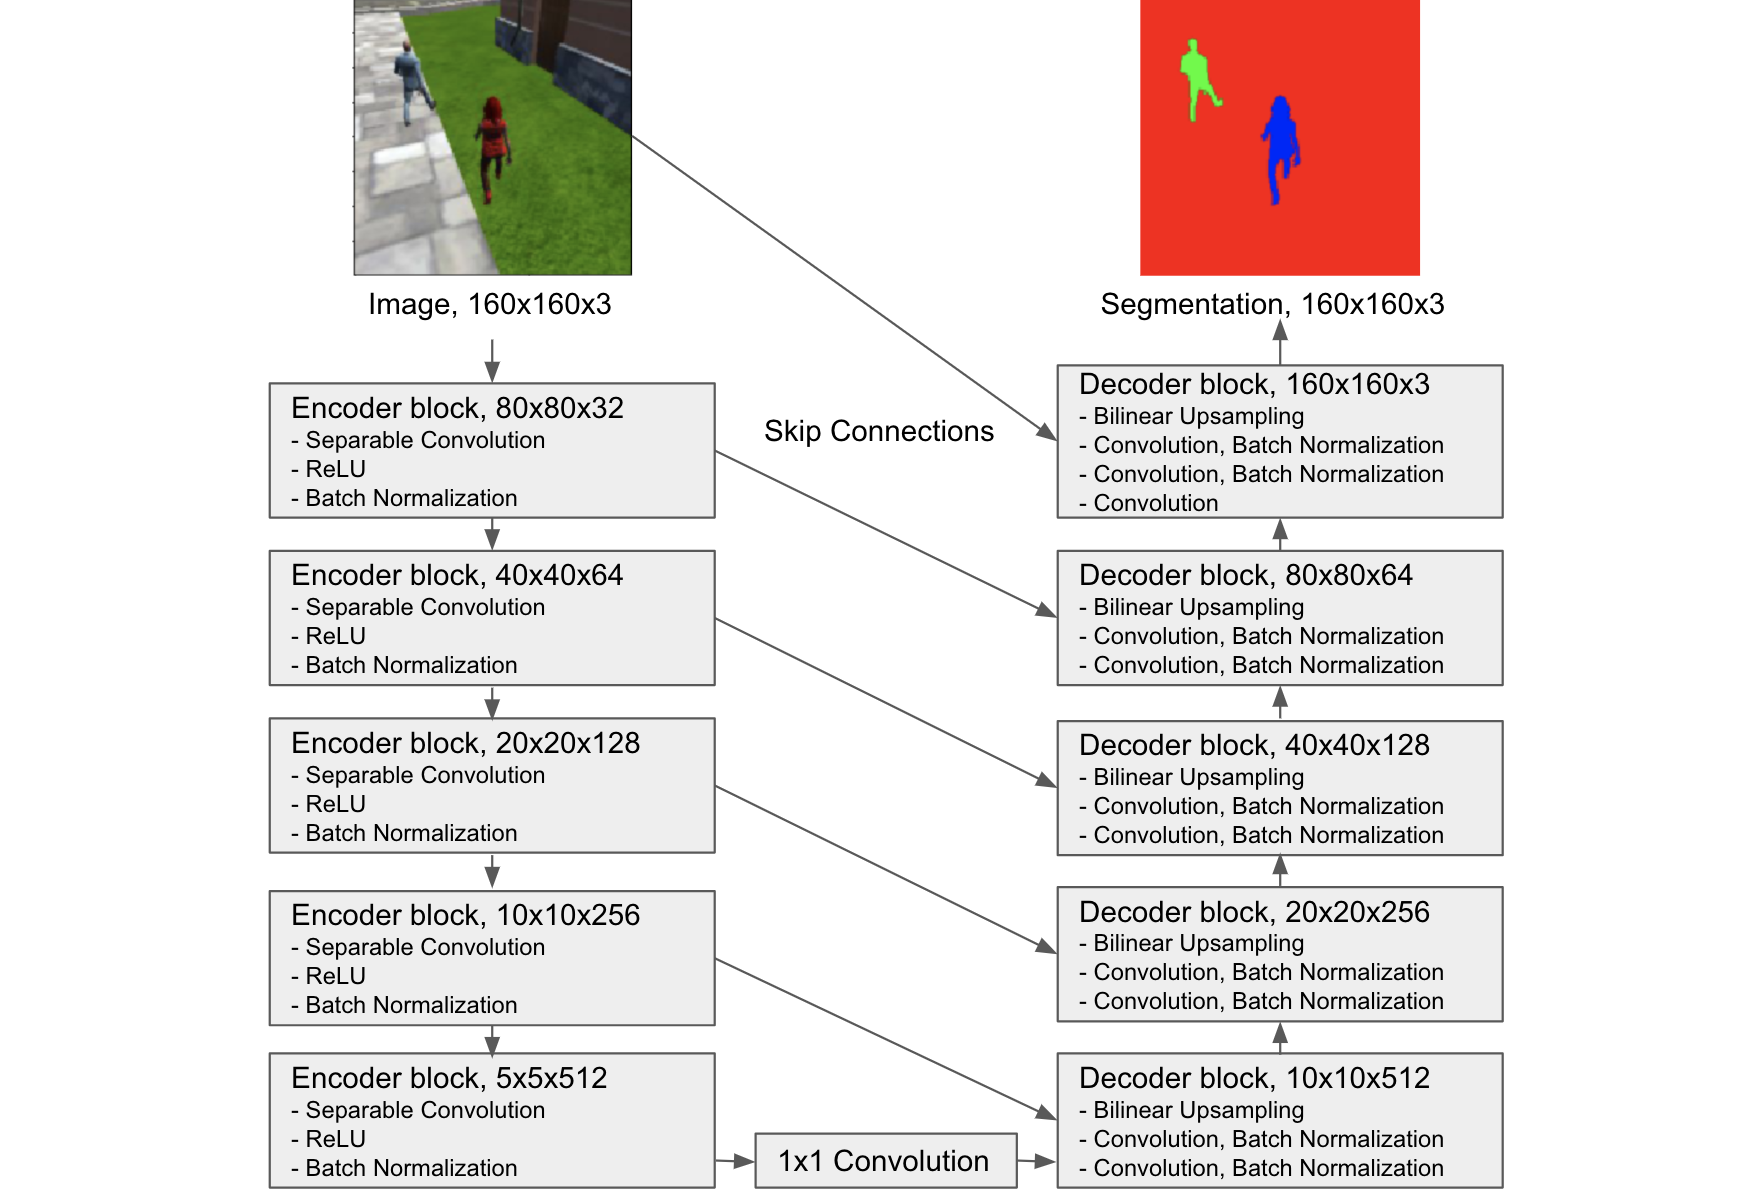 Image, 160x160x3
Encoder block, 80x80x32
- Separable Convolution
- ReLU
- Batch Normalization
Encoder block, 40x40x64
- Separable Convolution
- ReLU
- Batch Normalization
Encoder block, 20x20x128
- Separable Convolution
- ReLU
- Batch Normalization
Encoder block, 10x10x256
- Separable Convolution
- ReLU
- Batch Normalization
Encoder block, 5x5x512
- Separable Convolution
- ReLU
- Batch Normalization
Skip Connections
1x1 Convolution
Segmentation, 160x160x3
Decoder block, 160x160x3
- Bilinear Upsampling
- Convolution, Batch Normalization
- Convolution, Batch Normalization
- Convolution
Decoder block, 80x80x64
- Bilinear Upsampling
- Convolution, Batch Normalization
- Convolution, Batch Normalization
Decoder block, 40x40x128
- Bilinear Upsampling
- Convolution, Batch Normalization
- Convolution, Batch Normalization
Decoder block, 20x20x256
- Bilinear Upsampling
- Convolution, Batch Normalization
- Convolution, Batch Normalization
Decoder block, 10x10x512
- Bilinear Upsampling
- Convolution, Batch Normalization
- Convolution, Batch Normalization